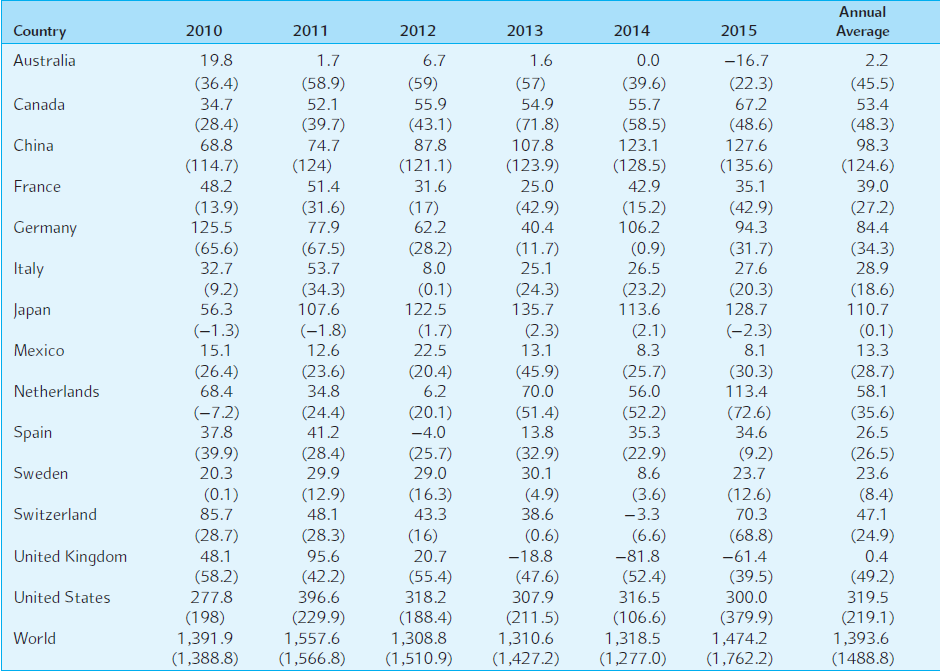 Annual
Country 2010 2011 2012 2013 2014 2015 Average
Australia 19.8 1.7 6.7 1.6 0.0 −16.7 2.2
(36.4) (58.9) (59) (57) (39.6) (22.3) (45.5)
Canada 34.7 52.1 55.9 54.9 55.7 67.2 53.4
(28.4) (39.7) (43.1) (71.8) (58.5) (48.6) (48.3)
China 68.8 74.7 87.8 107.8 123.1 127.6 98.3
(114.7) (124) (121.1) (123.9) (128.5) (135.6) (124.6)
France 48.2 51.4 31.6 25.0 42.9 35.1 39.0
(13.9) (31.6) (17) (42.9) (15.2) (42.9) (27.2)
Germany 125.5 77.9 62.2 40.4 106.2 94.3 84.4
(65.6) (67.5) (28.2) (11.7) (0.9) (31.7) (34.3)
Italy 32.7 53.7 8.0 25.1 26.5 27.6 28.9
(9.2) (34.3) (0.1) (24.3) (23.2) (20.3) (18.6)
Japan 56.3 107.6 122.5 135.7 113.6 128.7 110.7
(−1.3) (−1.8) (1.7) (2.3) (2.1) (−2.3) (0.1)
Mexico 15.1 12.6 22.5 13.1 8.3 8.1 13.3
(26.4) (23.6) (20.4) (45.9) (25.7) (30.3) (28.7)
Netherlands 68.4 34.8 6.2 70.0 56.0 113.4 58.1
(−7.2) (24.4) (20.1) (51.4) (52.2) (72.6) (35.6)
Spain 37.8 41.2 −4.0 13.8 35.3 34.6 26.5
(39.9) (28.4) (25.7) (32.9) (22.9) (9.2) (26.5)
Sweden 20.3 29.9 29.0 30.1 8.6 23.7 23.6
(0.1) (12.9) (16.3) (4.9) (3.6) (12.6) (8.4)
Switzerland 85.7 48.1 43.3 38.6 −3.3 70.3 47.1
(28.7) (28.3) (16) (0.6) (6.6) (68.8) (24.9)
United Kingdom 48.1 95.6 20.7 −18.8 −81.8 −61.4 0.4
(58.2) (42.2) (55.4) (47.6) (52.4) (39.5) (49.2)
United States 277.8 396.6 318.2 307.9 316.5 300.0 319.5
(198) (229.9) (188.4) (211.5) (106.6) (379.9) (219.1)
World 1,391.9 1,557.6 1,308.8 1,310.6 1,318.5 1,474.2 1,393.6
(1,388.8) (1,566.8) (1,510.9) (1,427.2) (1,277.0) (1,762.2) (1488.8)